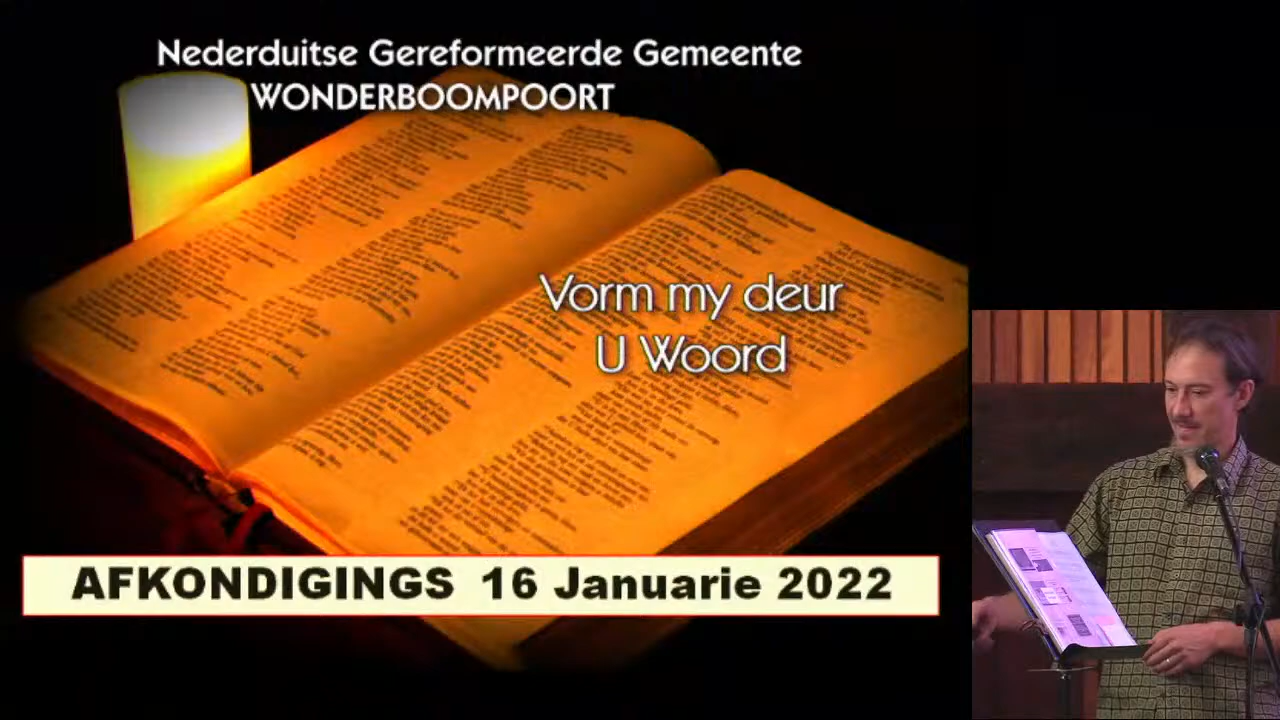 Nederduitse Gereformeerde Gemeente
WONDERBOOMPOORT
Vorm my deur
U Woord
AFKONDIGINGS 16 Januarie 2022